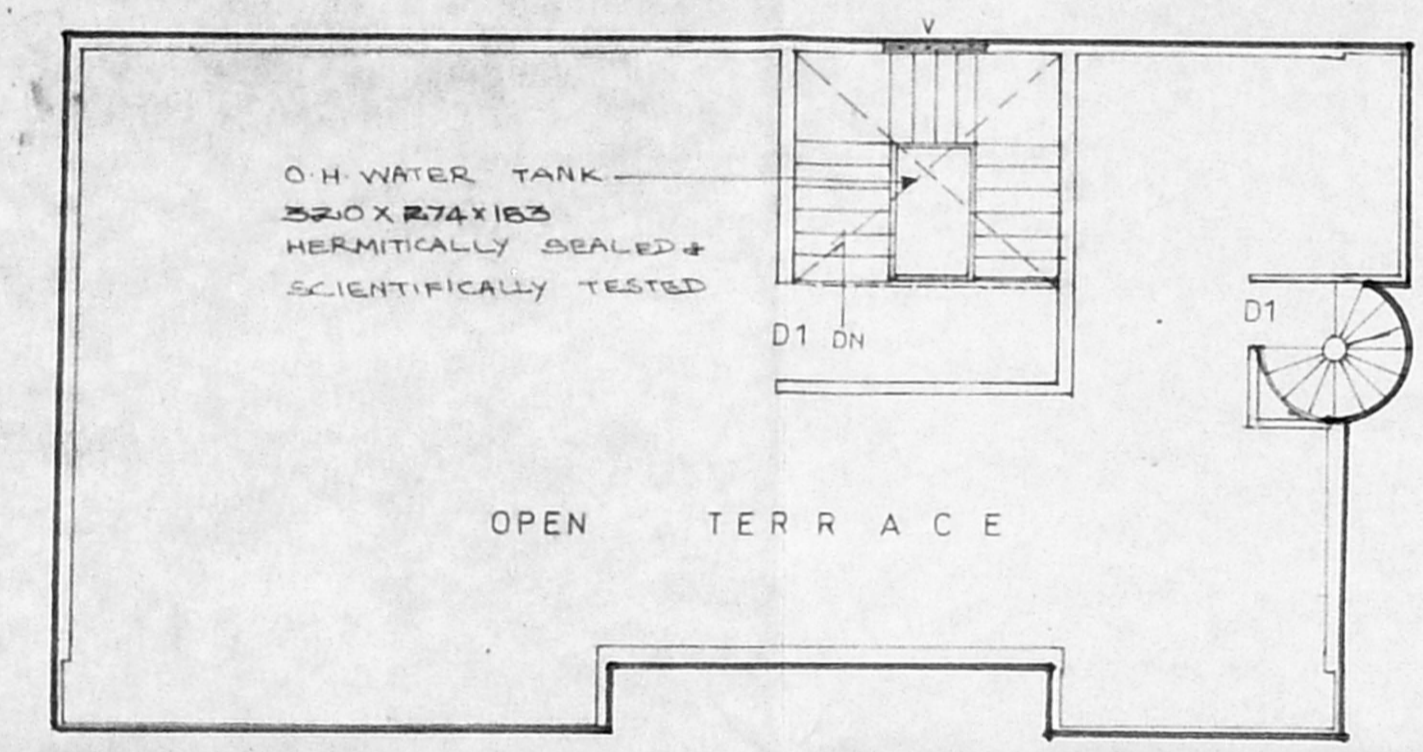 V
O.H. WATER TANK
320 X 274 X 183
HERMITICALLY SEALED &
SCIENTIFICALLY TESTED
D1 DN
D1
OPEN TERRACE